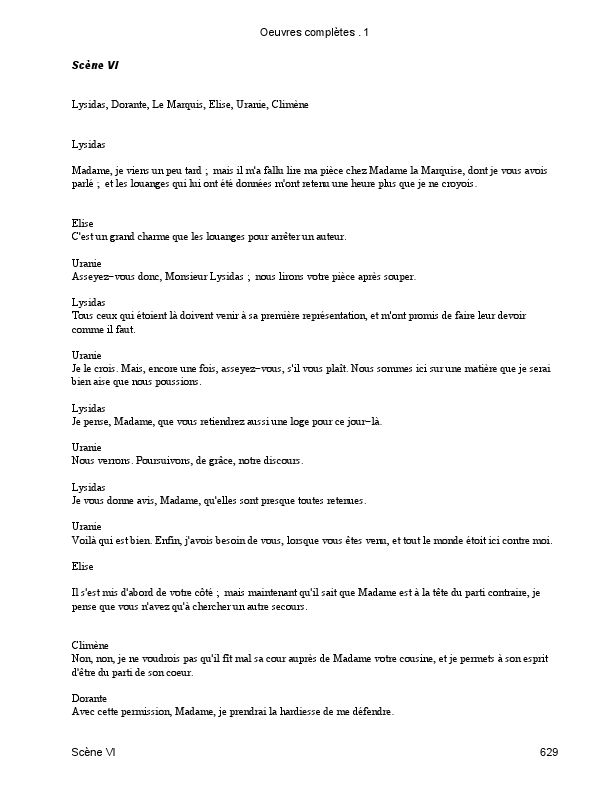 Oeuvres complètes . 1
Scène VI
Lysidas, Dorante, Le Marquis, Elise, Uranie, Climène
Lysidas
Madame, je viens un peu tard ; mais il m'a fallu lire ma pièce chez Madame la Marquise, dont je vous avois
parlé ; et les louanges qui lui ont été données m'ont retenu une heure plus que je ne croyois.
Elise
C'est un grand charme que les louanges pour arrêter un auteur.
Uranie
Asseyez−vous donc, Monsieur Lysidas ; nous lirons votre pièce après souper.
Lysidas
Tous ceux qui étoient là doivent venir à sa première représentation, et m'ont promis de faire leur devoir
comme il faut.
Uranie
Je le crois. Mais, encore une fois, asseyez−vous, s'il vous plaît. Nous sommes ici sur une matière que je serai
bien aise que nous poussions.
Lysidas
Je pense, Madame, que vous retiendrez aussi une loge pour ce jour−là.
Uranie
Nous verrons. Poursuivons, de grâce, notre discours.
Lysidas
Je vous donne avis, Madame, qu'elles sont presque toutes retenues.
Uranie
Voilà qui est bien. Enfin, j'avois besoin de vous, lorsque vous êtes venu, et tout le monde étoit ici contre moi.
Elise
Il s'est mis d'abord de votre côté ; mais maintenant qu'il sait que Madame est à la tête du parti contraire, je
pense que vous n'avez qu'à chercher un autre secours.
Climène
Non, non, je ne voudrois pas qu'il fît mal sa cour auprès de Madame votre cousine, et je permets à son esprit
d'être du parti de son coeur.
Dorante
Avec cette permission, Madame, je prendrai la hardiesse de me défendre.
Scène VI 629